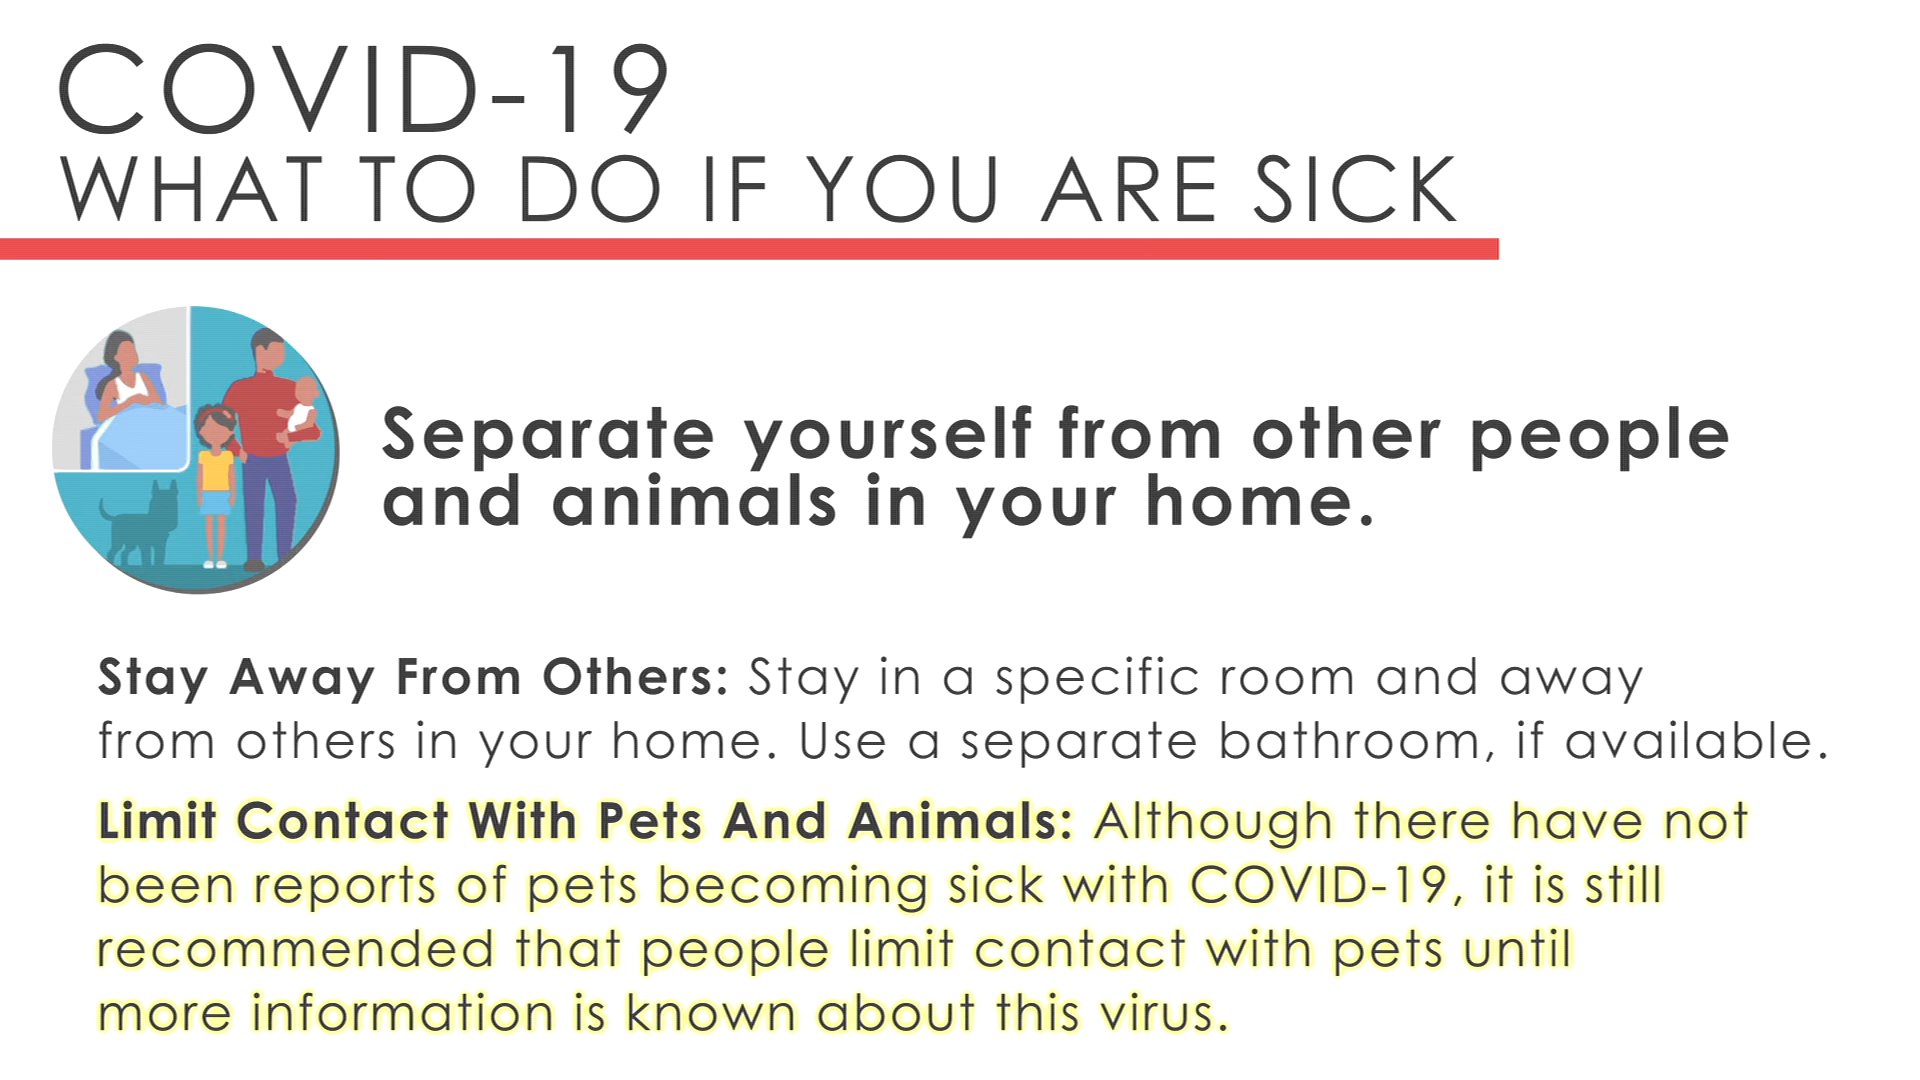 COVID-19
WHAT TO DO IF YOU ARE SICK
Separate yourself from other people
and animals in your home.
Stay Away From Others: Stay in a specific room and away
from others in your home. Use a separate bathroom, if available.
Limit Contact With Pets And Animals: Although there have not
been reports of pets becoming sick with COVID-19, it is still
recommended that people limit contact with pets until
more information is known about this virus.